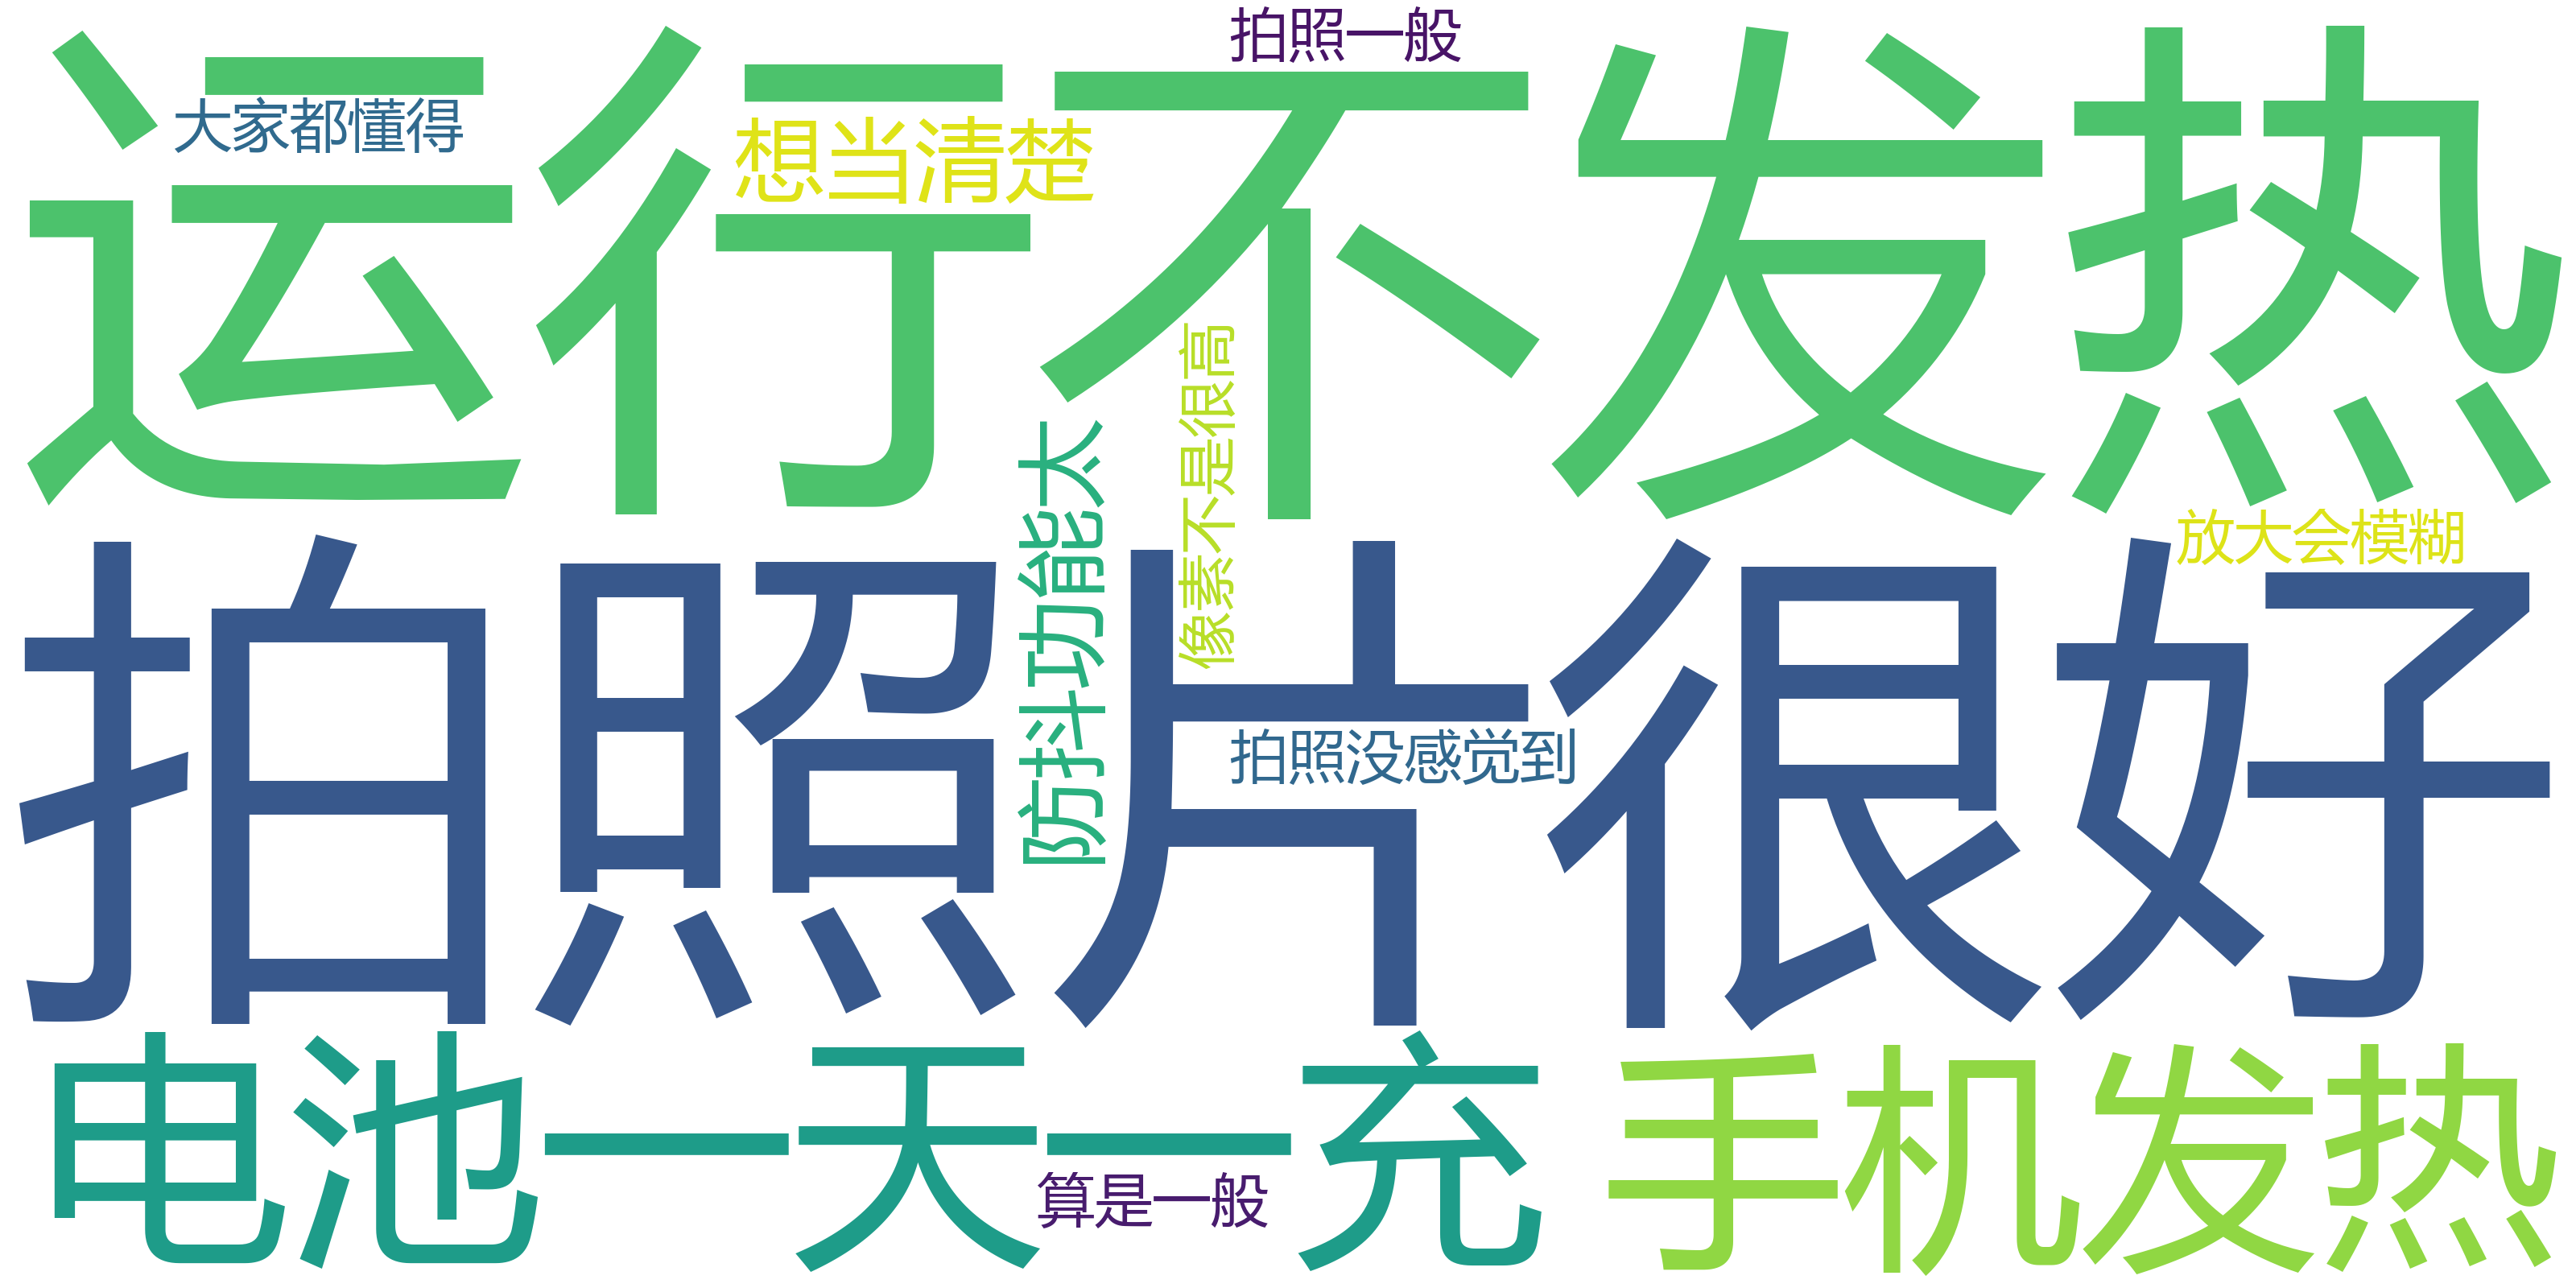 拍照一般
运行不发热
大家都懂得
想当清楚
像素不是很高
防抖功能太
放大会模糊
拍照片很好
拍照没感觉到
电池一天一充
手机发热
算是一般